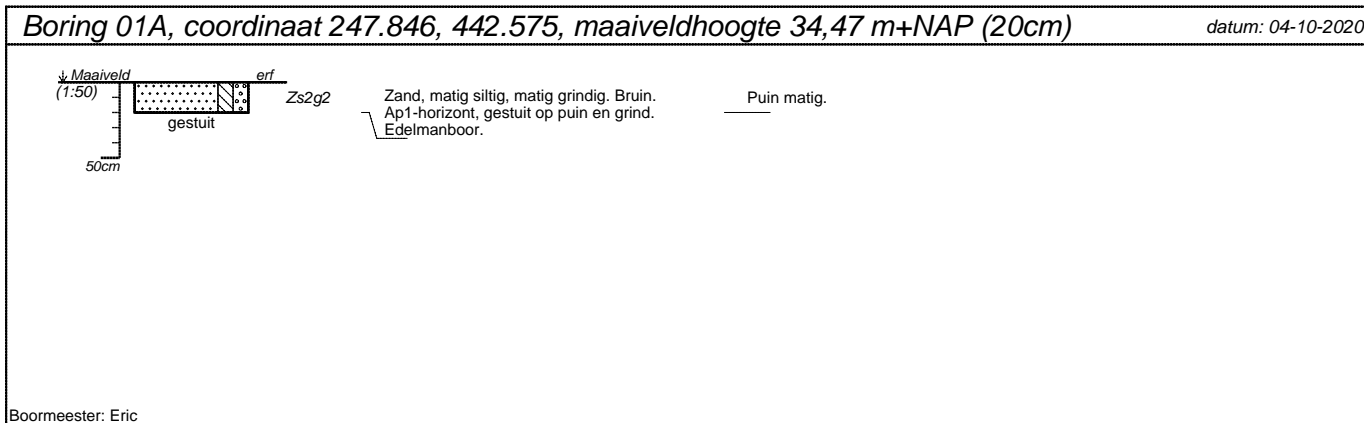 Boring 01A, coordinaat 247.846, 442.575, maaiveldhoogte 34,47 m+NAP (20cm) datum: 04-10-2020
Maaiveld erf
(1:50)
Zs2g2
gestuit
50cm
Zand, matig siltig, matig grindig. Bruin.
Ap1-horizont, gestuit op puin en grind.
Edelmanboor.
Puin matig.
Boormeester: Eric